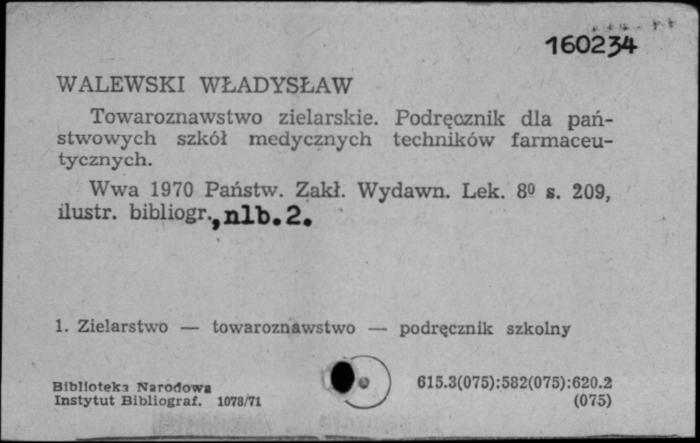 160234
WALEWSKI WŁADYSŁAW
Towaroznawstwo zielarskie. Podręcznik dla pań-
stwowych szkół medycznych techników farmaceu-
tycznych.
Wwa 1970 Państw. Zakł. Wydawn. Lek. 8º s. 209,
ilustr. bibliogr.,nlb.2.
1. Zielarstwo — towaroznawstwo — podręcznik szkolny
Biblioteka Narodowa
Instytut Bibliograf. 1078/71
615.3(075):582(075):620.2
(075)